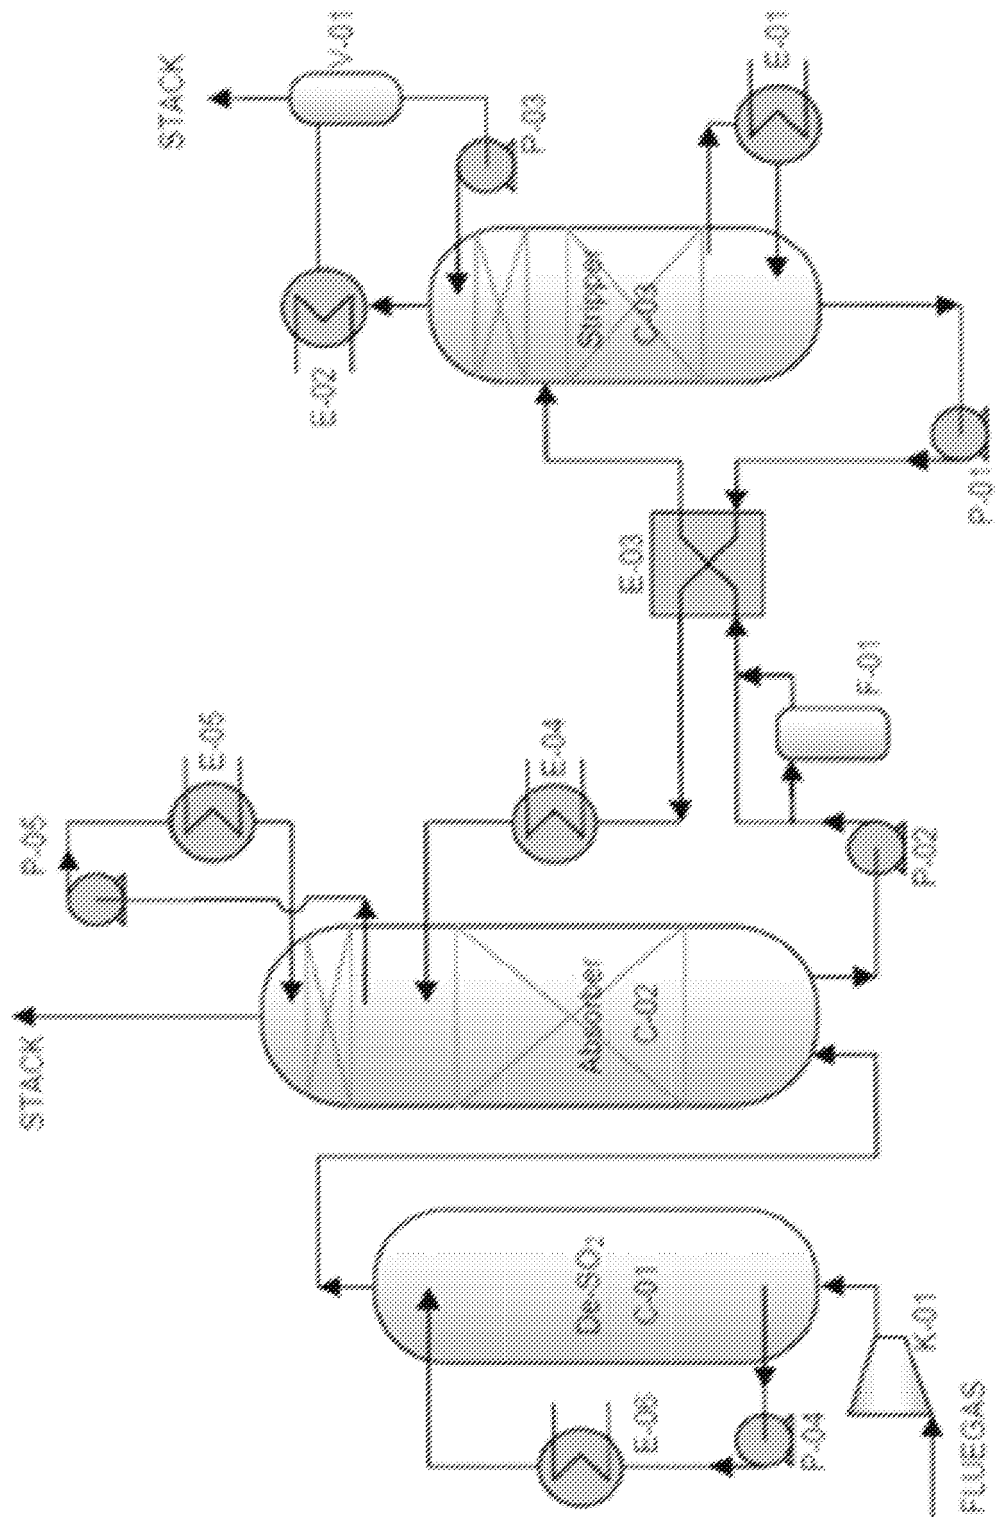 STACK
STACK
P-05
E-05
E-02
V-01
P-03
E-01
Stripper
C-03
E-04
E-03
F-01
P-01
P-02
Absorber
C-02
De-SO2
C-01
E-06
P-04
K-01
FLUEGAS